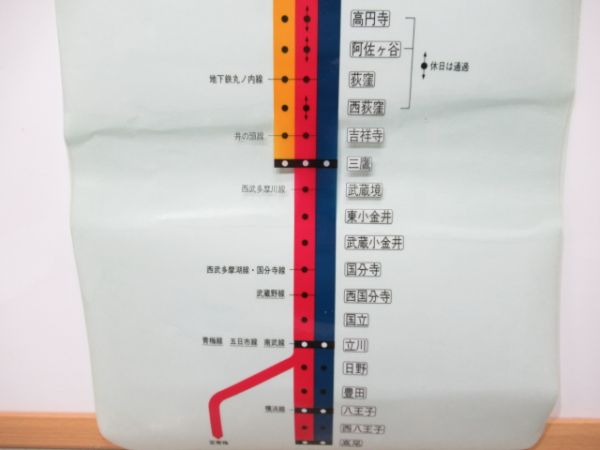 高円寺
阿佐ヶ谷
休日は通過
地下鉄丸ノ内線 荻窪
西荻窪
井の頭線 吉祥寺
三鷹
西武多摩川線 武蔵境
東小金井
武蔵小金井
西武多摩湖線・国分寺線 国分寺
武蔵野線 西国分寺
国立
青梅線 五日市線 南武線 立川
日野
豊田
横浜線 八王子
西八王子
高尾